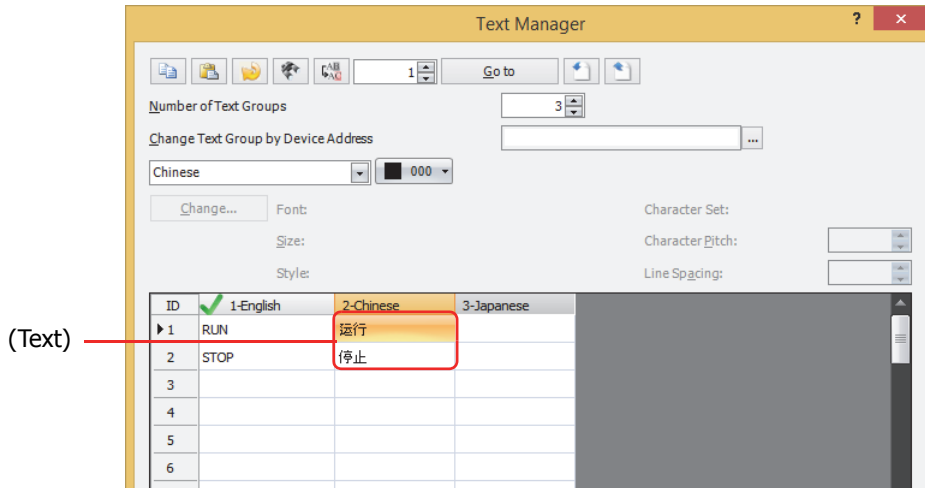 Text Manager
? ×
1 Go to
Number of Text Groups 3
Change Text Group by Device Address ...
Chinese 000
Change... Font: Character Set:
Size: Character Pitch:
Style: Line Spacing:
ID 1-English 2-Chinese 3-Japanese
1 RUN 运行
(Text)
2 STOP 停止
3
4
5
6